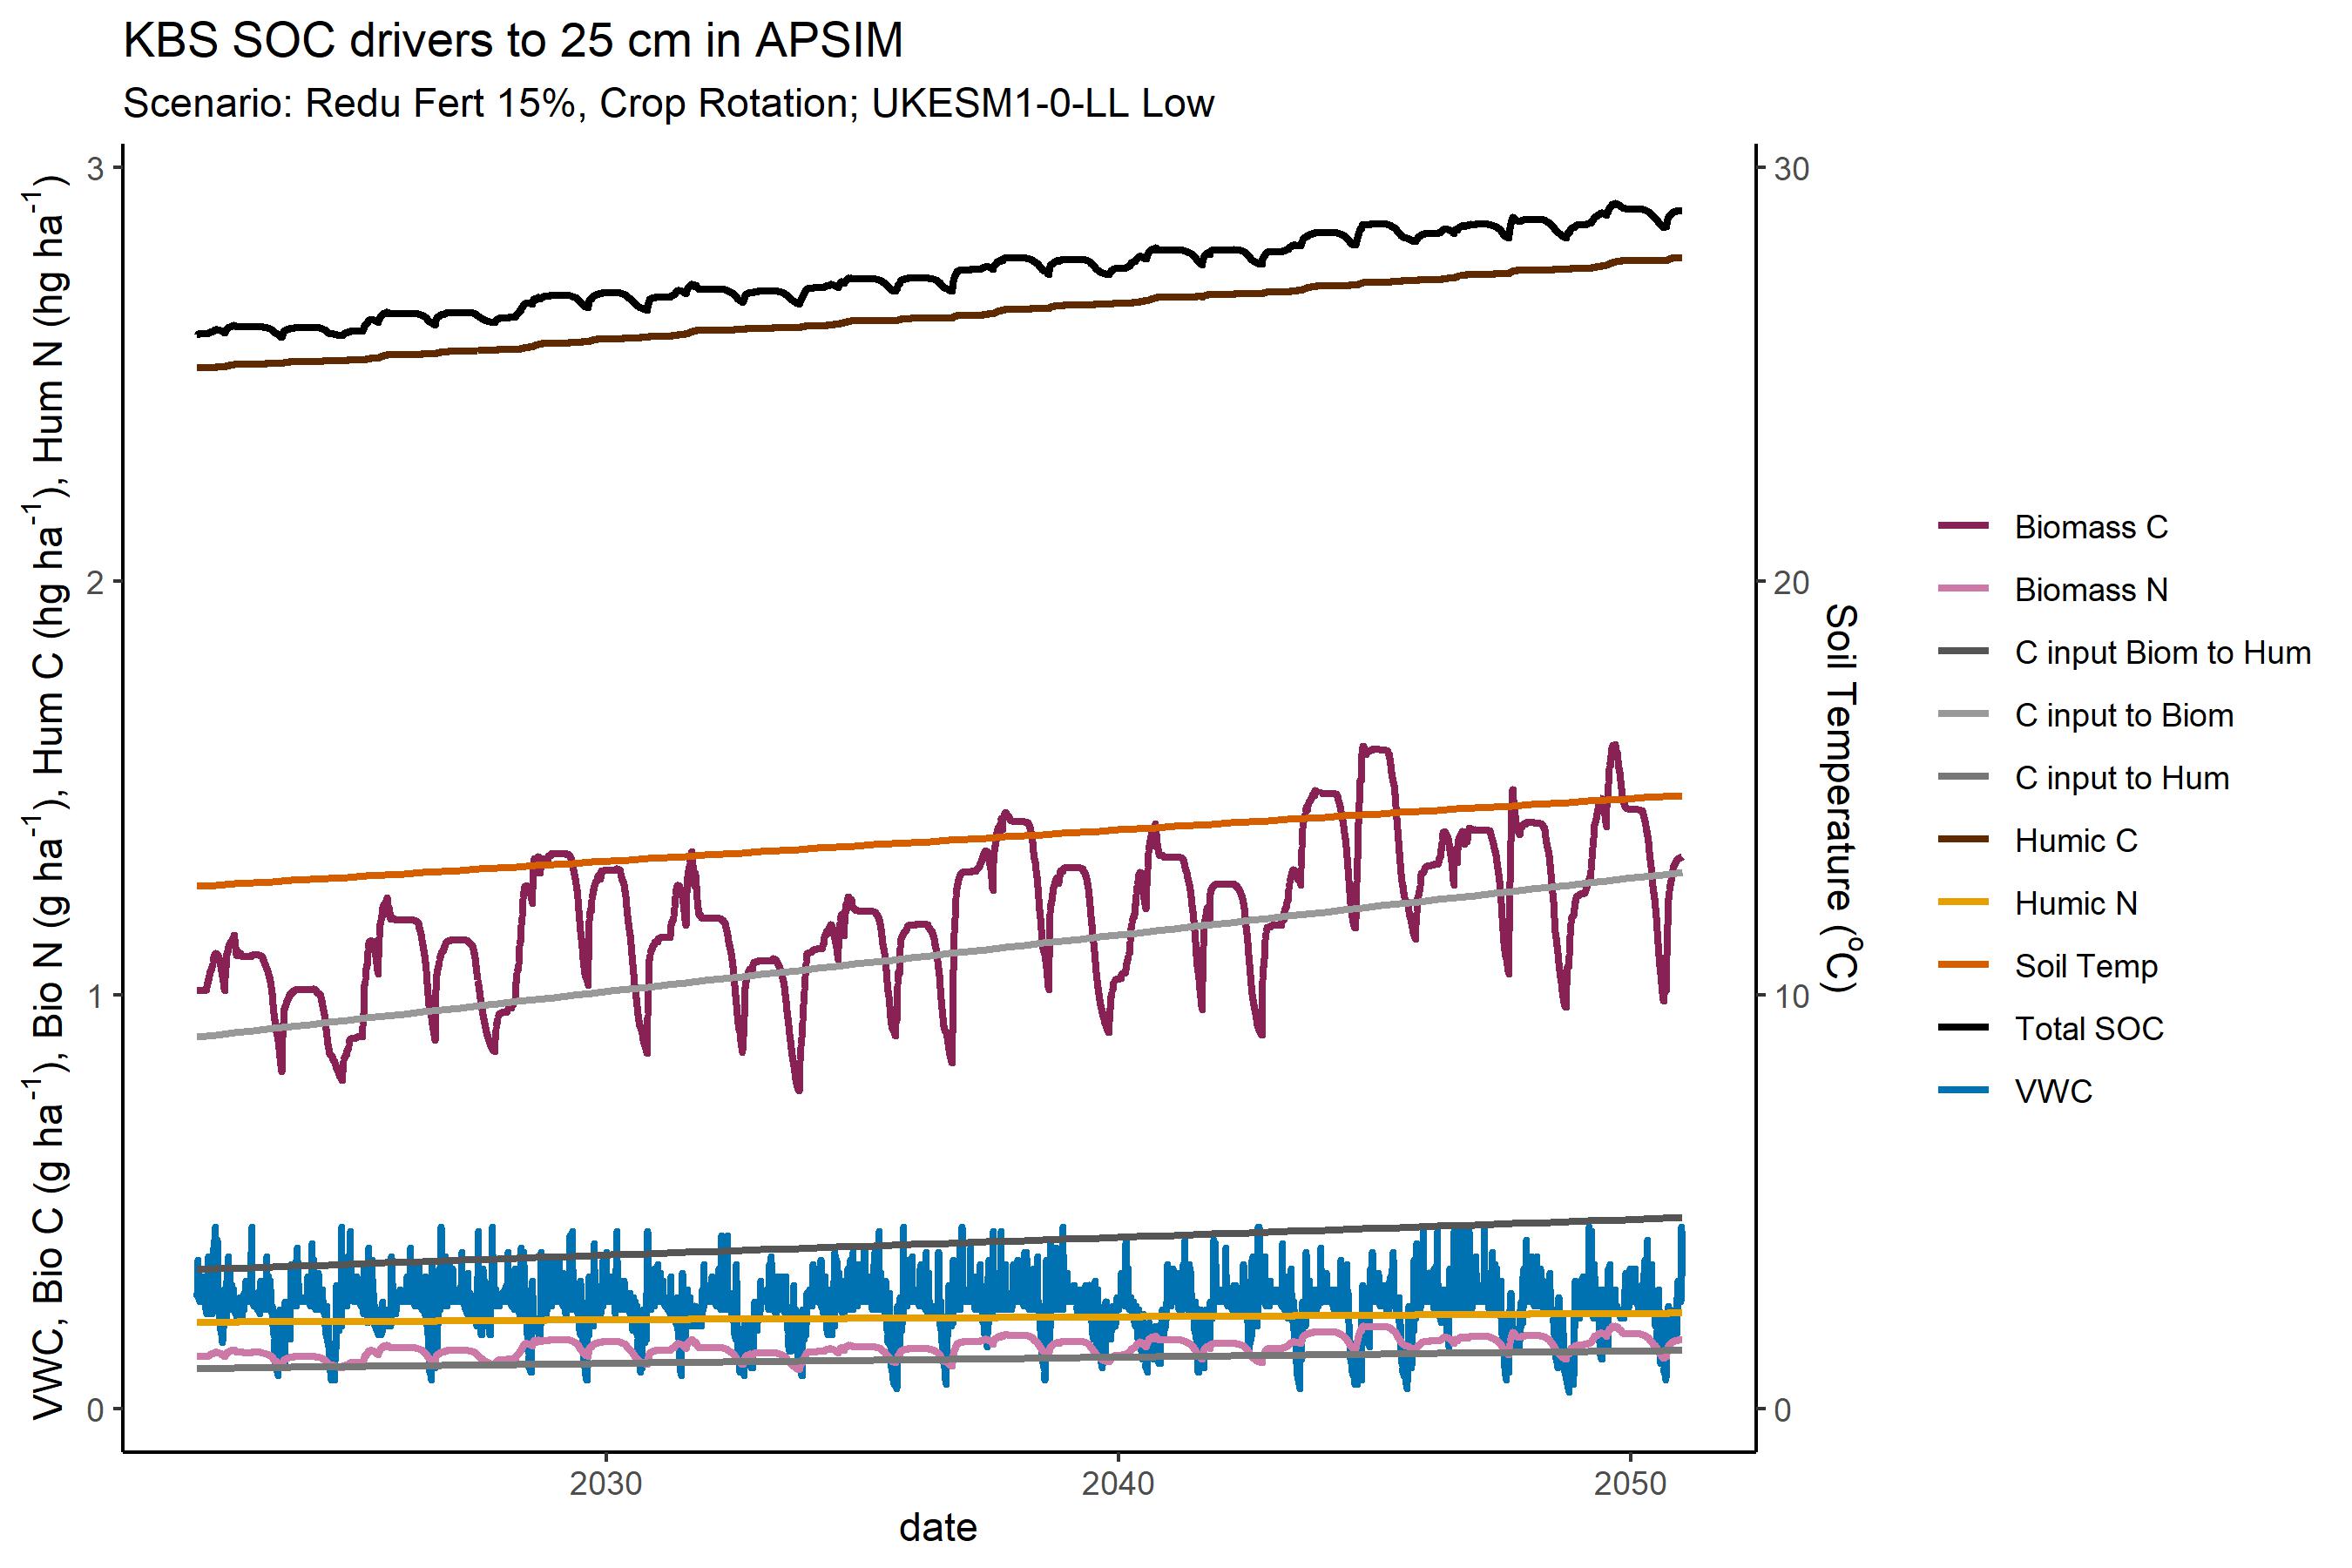 KBS SOC drivers to 25 cm in APSIM
Scenario: Redu Fert 15%, Crop Rotation; UKESM1-0-LL Low
VWC, Bio C (g ha⁻¹), Bio N (g ha⁻¹), Hum C (hg ha⁻¹), Hum N (hg ha⁻¹)
3
2
1
0
30
20
10
0
Soil Temperature (°C)
2030
2040
2050
date
Biomass C
Biomass N
C input Biom to Hum
C input to Biom
C input to Hum
Humic C
Humic N
Soil Temp
Total SOC
VWC